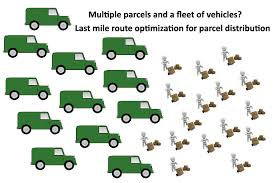 Multiple parcels and a fleet of vehicles?
Last mile route optimization for parcel distribution